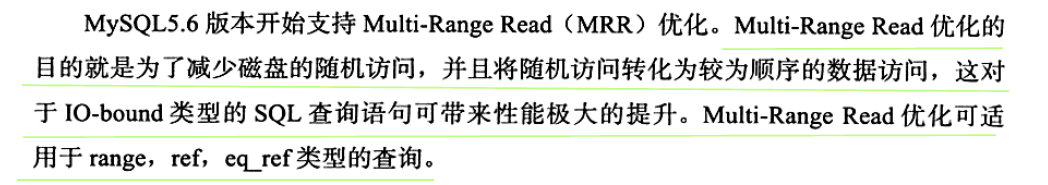 MySQL5.6 版本开始支持 Multi-Range Read（MRR）优化。Multi-Range Read 优化的
目的就是为了减少磁盘的随机访问，并且将随机访问转化为较为顺序的数据访问，这对
于 IO-bound 类型的 SQL 查询语句可带来性能极大的提升。Multi-Range Read 优化可适
用于 range，ref，eq_ref 类型的查询。